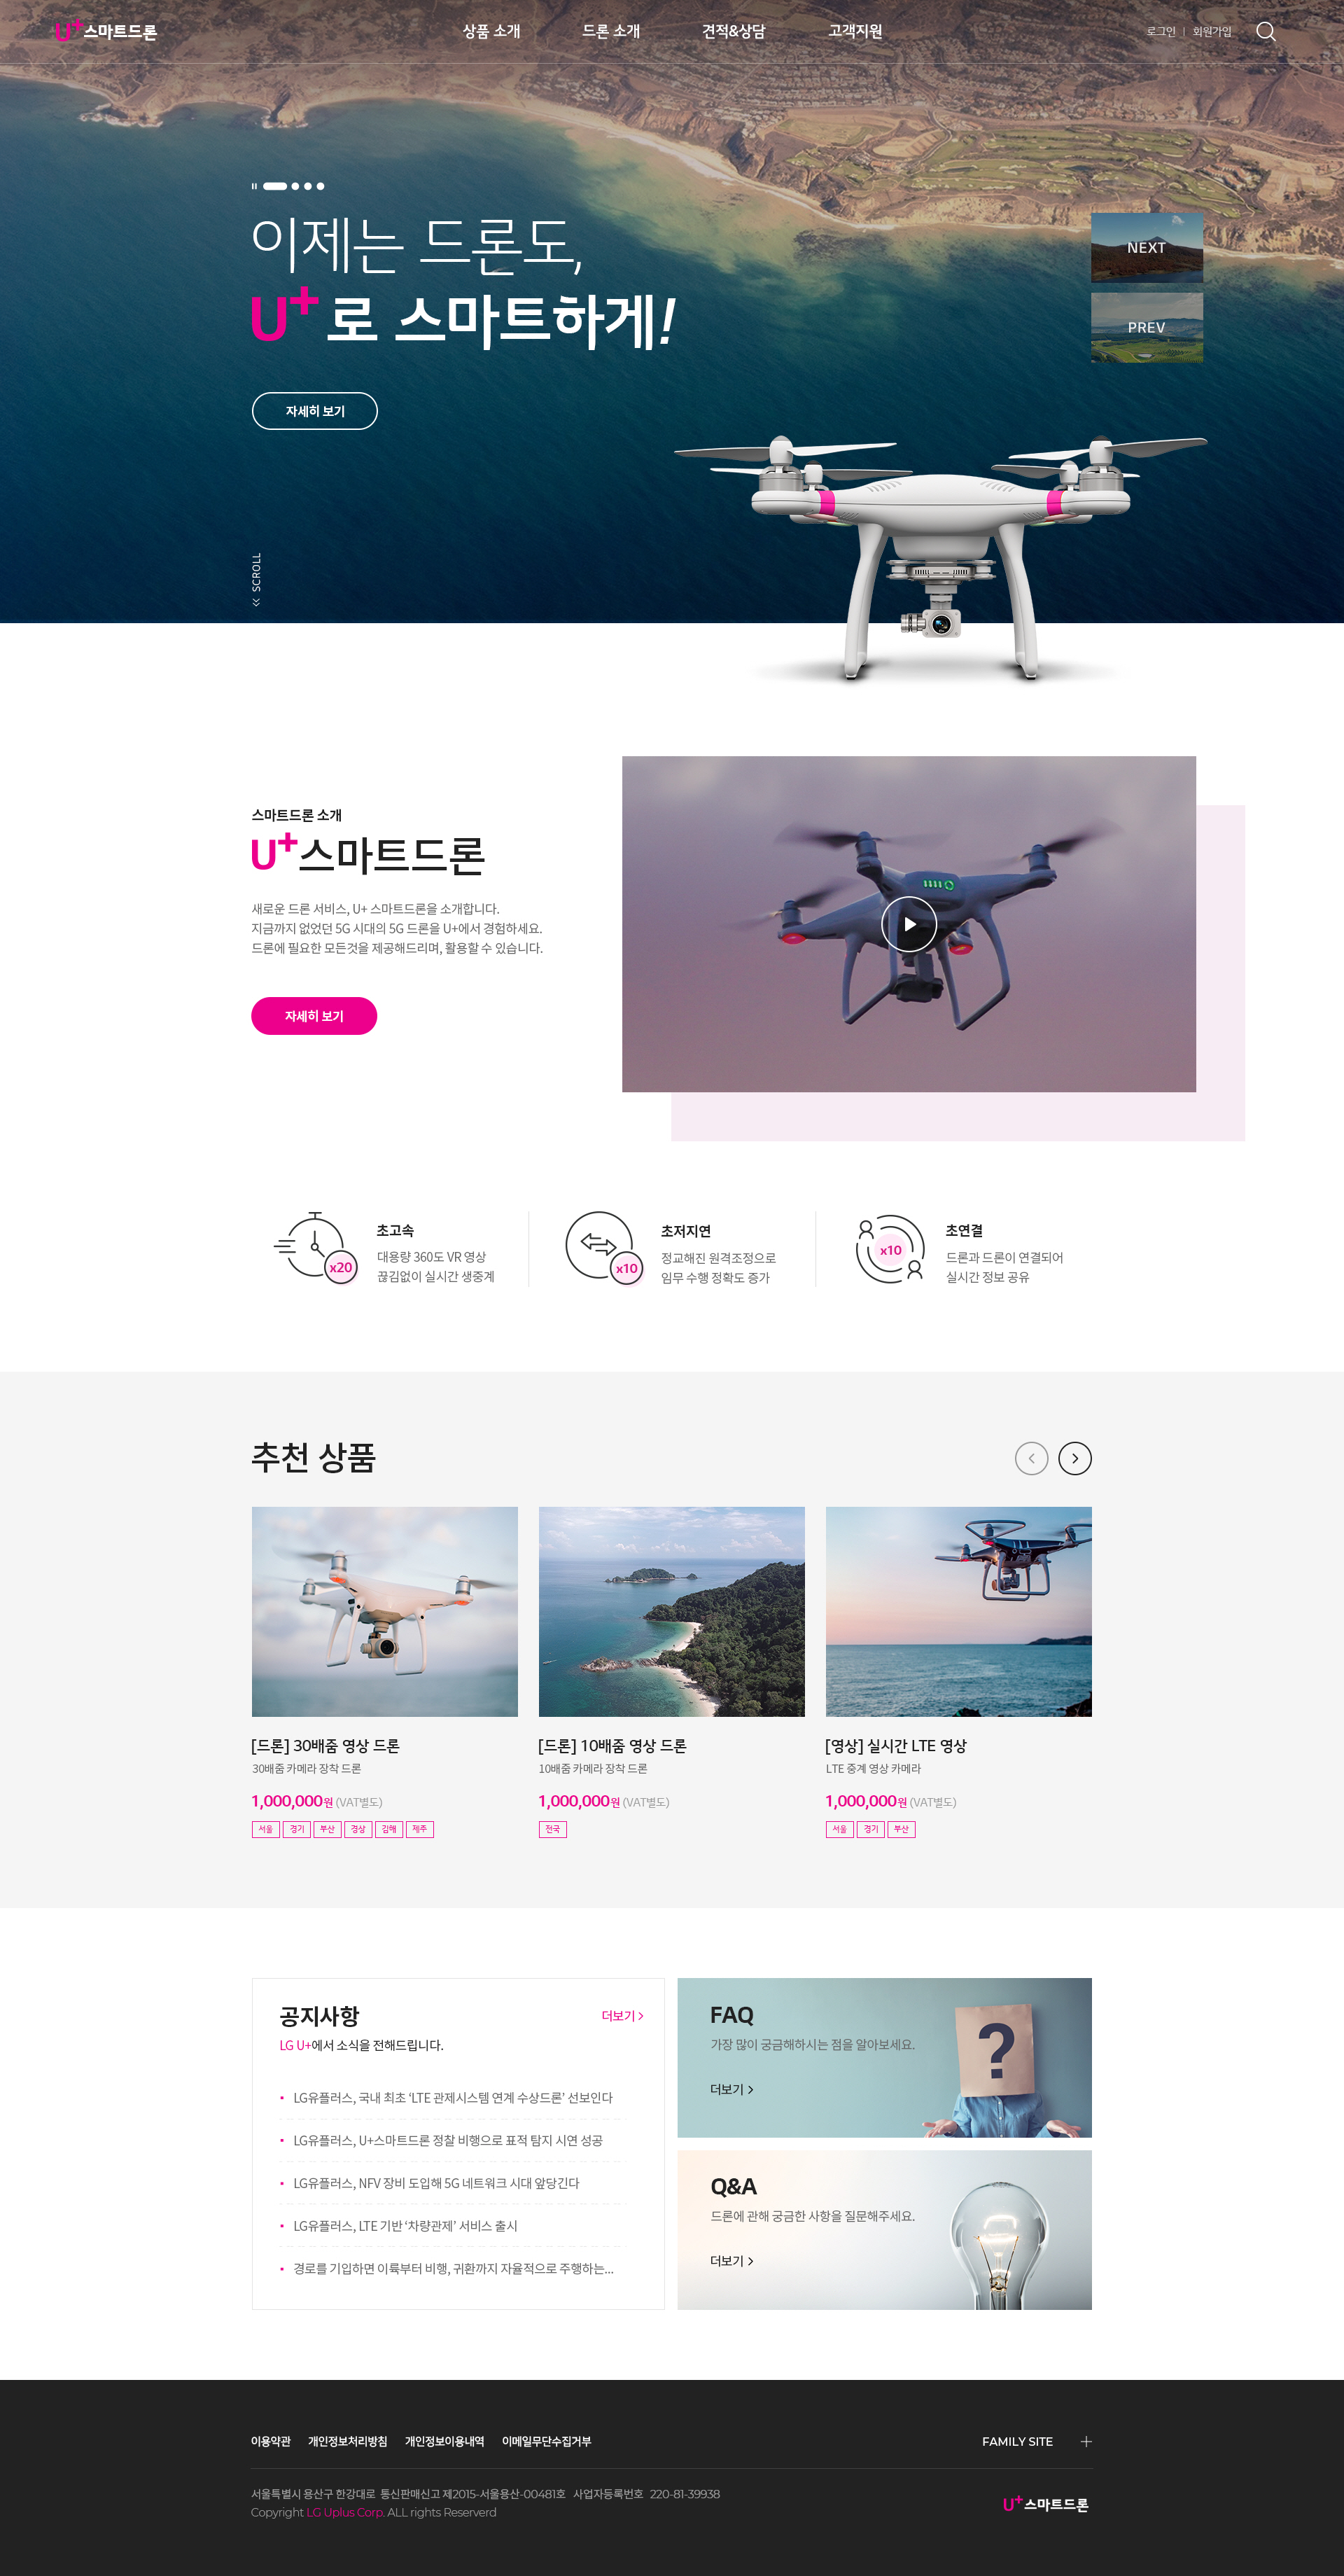 U+스마트드론
상품 소개
드론 소개
견적&상담
고객지원
로그인 | 회원가입
이제는 드론도,
U+로 스마트하게!
NEXT
PREV
자세히 보기
SCROLL
스마트드론 소개
U+스마트드론
새로운 드론 서비스, U+ 스마트드론을 소개합니다.
지금까지 없었던 5G 시대의 5G 드론을 U+에서 경험하세요.
드론에 필요한 모든것을 제공해드리며, 활용할 수 있습니다.
자세히 보기
x20
초고속
대용량 360도 VR 영상
끊김없이 실시간 생중계
x10
초저지연
정교해진 원격조정으로
임무 수행 정확도 증가
x10
초연결
드론과 드론이 연결되어
실시간 정보 공유
추천 상품
[드론] 30배줌 영상 드론
30배줌 카메라 장착 드론
1,000,000원 (VAT별도)
서울 경기 부산 경상 김해 제주
[드론] 10배줌 영상 드론
10배줌 카메라 장착 드론
1,000,000원 (VAT별도)
전국
[영상] 실시간 LTE 영상
LTE 중계 영상 카메라
1,000,000원 (VAT별도)
서울 경기 부산
공지사항
더보기
LG U+에서 소식을 전해드립니다.
LG유플러스, 국내 최초 ‘LTE 관제시스템 연계 수상드론’ 선보인다
LG유플러스, U+스마트드론 정찰 비행으로 표적 탐지 시연 성공
LG유플러스, NFV 장비 도입해 5G 네트워크 시대 앞당긴다
LG유플러스, LTE 기반 ‘차량관제’ 서비스 출시
경로를 기입하면 이륙부터 비행, 귀환까지 자율적으로 주행하는...
FAQ
가장 많이 궁금해하시는 점을 알아보세요.
더보기
?
Q&A
드론에 관해 궁금한 사항을 질문해주세요.
더보기
이용약관 개인정보처리방침 개인정보이용내역 이메일무단수집거부
FAMILY SITE
서울특별시 용산구 한강대로 통신판매신고 제2015-서울용산-00481호 사업자등록번호 220-81-39938
Copyright LG Uplus Corp. ALL rights Reserverd
U+스마트드론